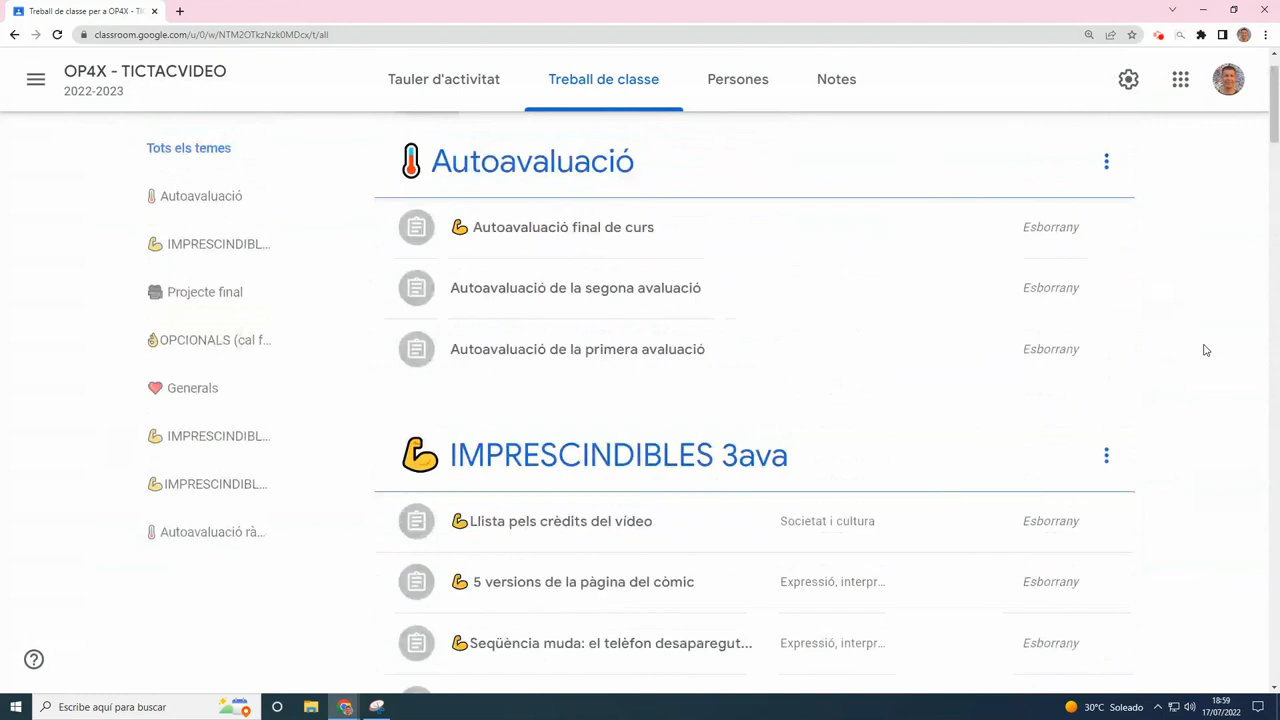 Treball de classe per a OP4X - TIC
classroom.google.com/u/0/w/NTM2OTkzNzk0MDcx/t/all
OP4X - TICTACVIDEO
2022-2023
Tauler d'activitat
Treball de classe
Persones
Notes
Tots els temes
Autoavaluació
IMPRESCINDIBL...
Projecte final
OPCIONALS (cal f...
Generals
IMPRESCINDIBL...
IMPRESCINDIBL...
Autoavaluació rà...
Autoavaluació
Autoavaluació final de curs Esborrany
Autoavaluació de la segona avaluació Esborrany
Autoavaluació de la primera avaluació Esborrany
IMPRESCINDIBLES 3ava
Llista pels crèdits del vídeo Societat i cultura Esborrany
5 versions de la pàgina del còmic Expressió, interpr... Esborrany
Seqüència muda: el telèfon desaparegut... Expressió, interpr... Esborrany
Escribe aquí para buscar
30°C Soleado
18:59
17/07/2022